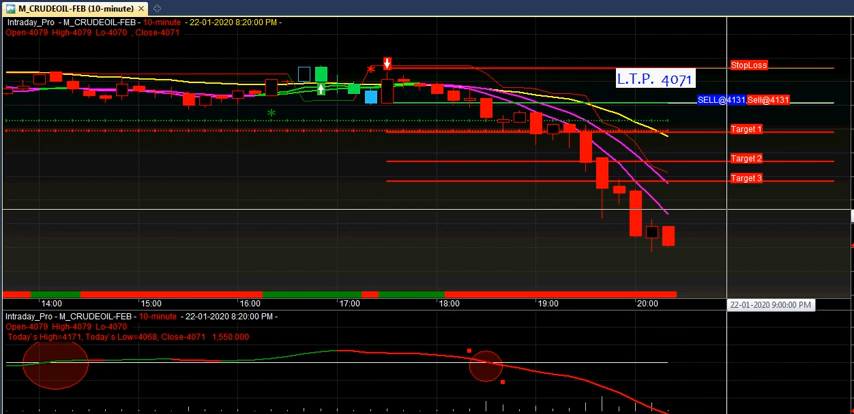 M_CRUDEOIL-FEB (10-minute)
Intraday_Pro - M_CRUDEOIL-FEB - 10-minute - 22-01-2020 8:20:00 PM -
Open-4079 High-4079 Lo-4070 , Close-4071
StopLoss
L.T.P. 4071
SELL@4131, Sell@4131
Target 1
Target 2
Target 3
14:00 15:00 16:00 17:00 18:00 19:00 20:00 22-01-2020 9:00:00 PM
Intraday_Pro - M_CRUDEOIL-FEB - 10-minute - 22-01-2020 8:20:00 PM -
Open-4079 High-4079 Lo-4070
Today`s High=4171, Today`s Low=4068, Close-4071 1,550.000